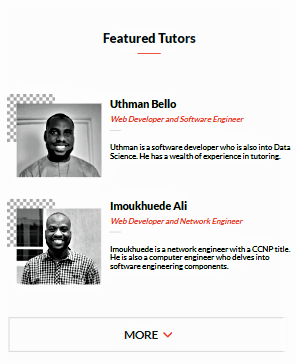 Featured Tutors
Uthman Bello
Web Developer and Software Engineer
Uthman is a software developer who is also into Data
Science. He has a wealth of experience in tutoring.
Imoukhuede Ali
Web Developer and Network Engineer
Imoukhuede is a network engineer with a CCNP title.
He is also a computer engineer who delves into
software engineering components.
MORE